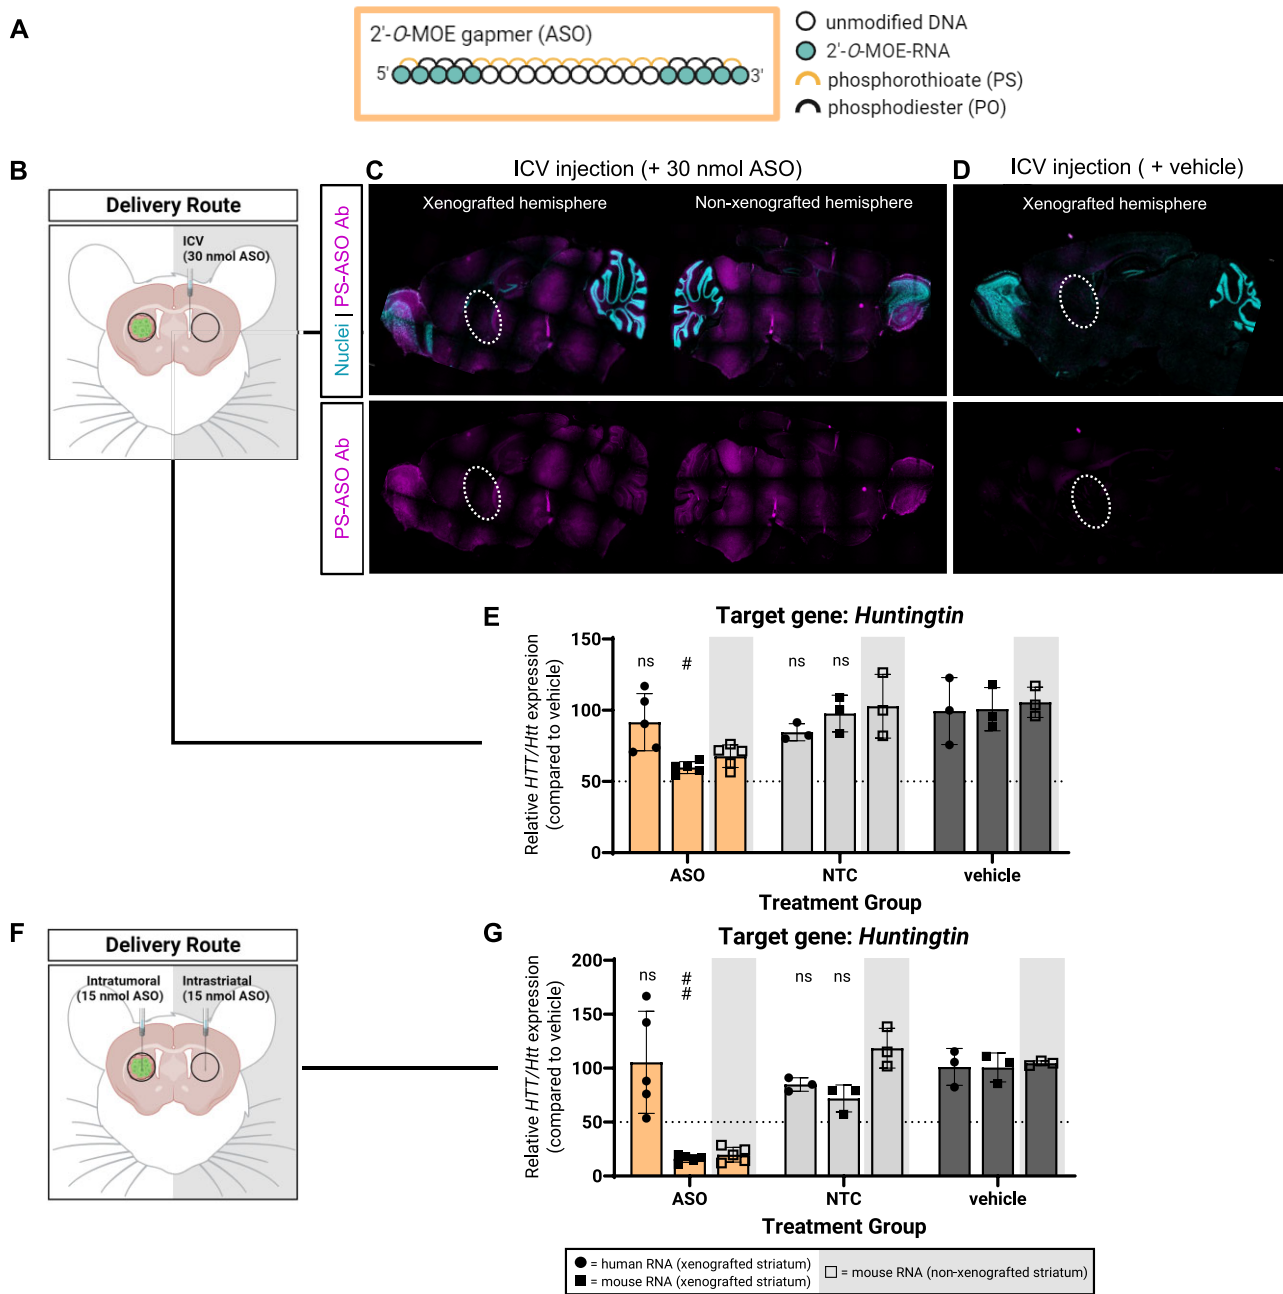 A
2'-O-MOE gapmer (ASO)
5'
3'
unmodified DNA
2'-O-MOE-RNA
phosphorothioate (PS)
phosphodiester (PO)
B
Delivery Route
ICV
(30 nmol ASO)
Nuclei | PS-ASO Ab
PS-ASO Ab
C
ICV injection (+ 30 nmol ASO)
Xenografted hemisphere
Non-xenografted hemisphere
D
ICV injection ( + vehicle)
Xenografted hemisphere
E
Target gene: Huntingtin
Relative HTT/Htt expression
(compared to vehicle)
150
100
50
0
ns
#
ns
ns
ASO
NTC
vehicle
Treatment Group
F
Delivery Route
Intratumoral
(15 nmol ASO)
Intrastriatal
(15 nmol ASO)
G
Target gene: Huntingtin
Relative HTT/Htt expression
(compared to vehicle)
200
150
100
50
0
ns
#
#
ns
ns
ASO
NTC
vehicle
Treatment Group
= human RNA (xenografted striatum)
= mouse RNA (xenografted striatum)
= mouse RNA (non-xenografted striatum)